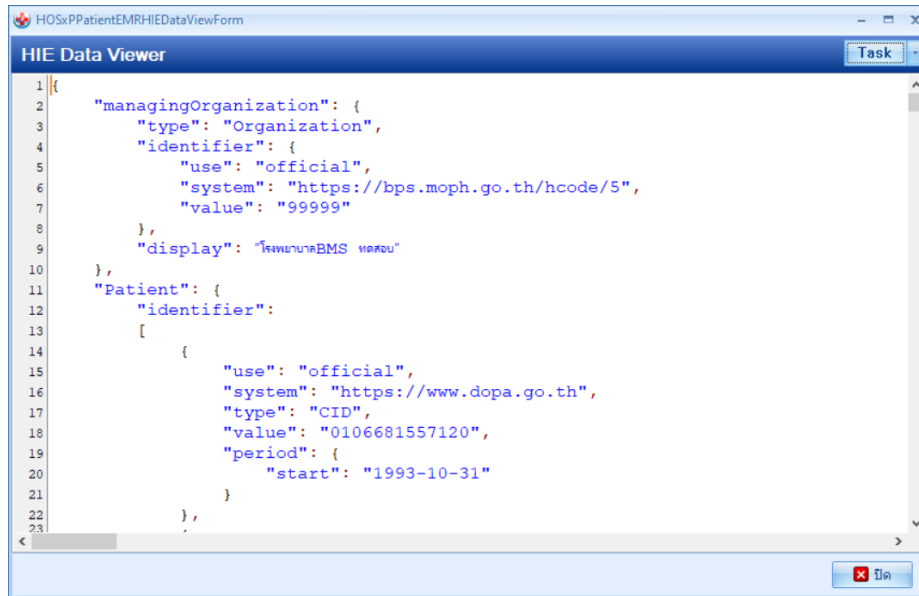 HOSxPPatientEMRHIEDataViewForm
HIE Data Viewer
Task
1 {
2 "managingOrganization": {
3 "type": "Organization",
4 "identifier": {
5 "use": "official",
6 "system": "https://bps.moph.go.th/hcode/5",
7 "value": "99999"
8 },
9 "display": "โรงพยาบาลBMS ทดสอบ"
10 },
11 "Patient": {
12 "identifier":
13 [
14 {
15 "use": "official",
16 "system": "https://www.dopa.go.th",
17 "type": "CID",
18 "value": "0106681557120",
19 "period": {
20 "start": "1993-10-31"
21 }
22 },
23
ปิด